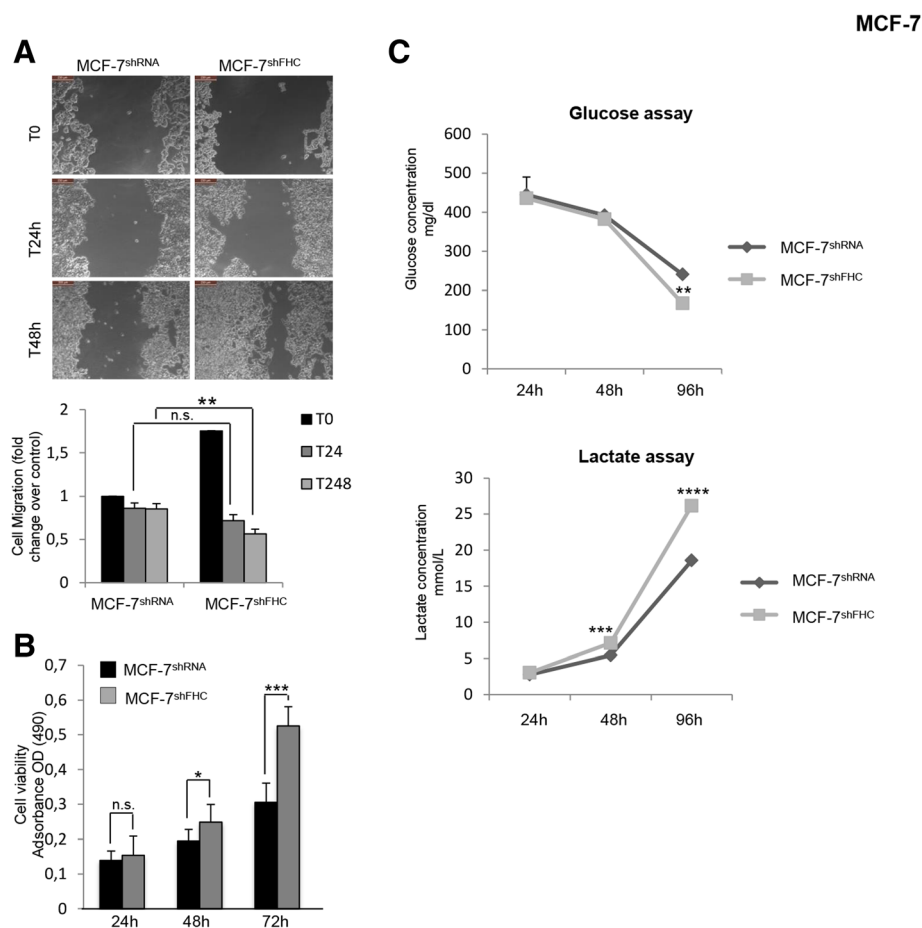 MCF-7
A
MCF-7shRNA
MCF-7shFHC
T0
T24h
T48h
Cell Migration (fold
change over control)
2
1,5
1
0,5
0
**
n.s.
T0
T24
T248
MCF-7shRNA
MCF-7shFHC
B
Cell viability
Adsorbance OD (490)
0,7
0,6
0,5
0,4
0,3
0,2
0,1
0
MCF-7shRNA
MCF-7shFHC
n.s.
*
***
24h
48h
72h
C
Glucose assay
Glucose concentration
mg/dl
600
500
400
300
200
100
0
**
24h
48h
96h
MCF-7shRNA
MCF-7shFHC
Lactate assay
Lactate concentration
mmol/L
30
25
20
15
10
5
0
***
****
24h
48h
96h
MCF-7shRNA
MCF-7shFHC